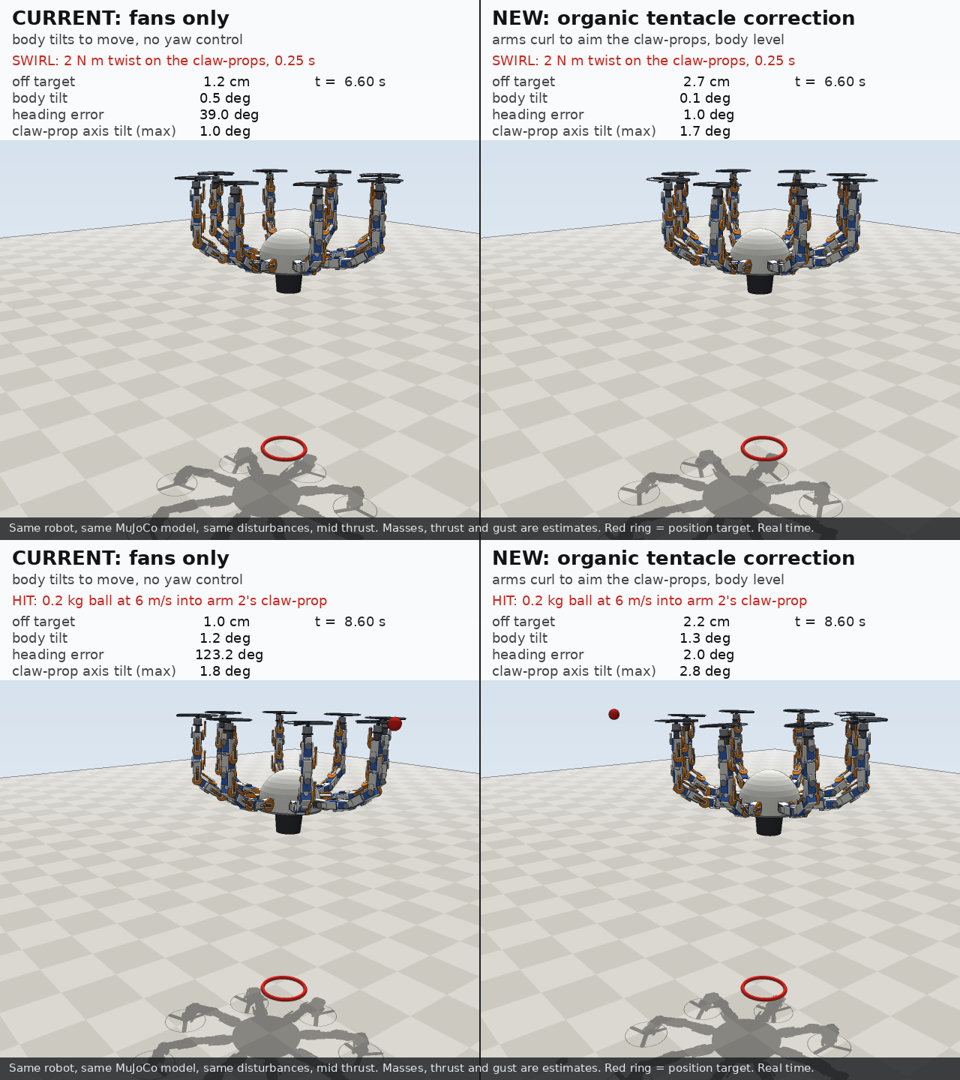 CURRENT: fans only
body tilts to move, no yaw control
SWIRL: 2 N m twist on the claw-props, 0.25 s
off target 1.2 cm t = 6.60 s
body tilt 0.5 deg
heading error 39.0 deg
claw-prop axis tilt (max) 1.0 deg
NEW: organic tentacle correction
arms curl to aim the claw-props, body level
SWIRL: 2 N m twist on the claw-props, 0.25 s
off target 2.7 cm t = 6.60 s
body tilt 0.1 deg
heading error 1.0 deg
claw-prop axis tilt (max) 1.7 deg
Same robot, same MuJoCo model, same disturbances, mid thrust. Masses, thrust and gust are estimates. Red ring = position target. Real time.
CURRENT: fans only
body tilts to move, no yaw control
HIT: 0.2 kg ball at 6 m/s into arm 2's claw-prop
off target 1.0 cm t = 8.60 s
body tilt 1.2 deg
heading error 123.2 deg
claw-prop axis tilt (max) 1.8 deg
NEW: organic tentacle correction
arms curl to aim the claw-props, body level
HIT: 0.2 kg ball at 6 m/s into arm 2's claw-prop
off target 2.2 cm t = 8.60 s
body tilt 1.3 deg
heading error 2.0 deg
claw-prop axis tilt (max) 2.8 deg
Same robot, same MuJoCo model, same disturbances, mid thrust. Masses, thrust and gust are estimates. Red ring = position target. Real time.